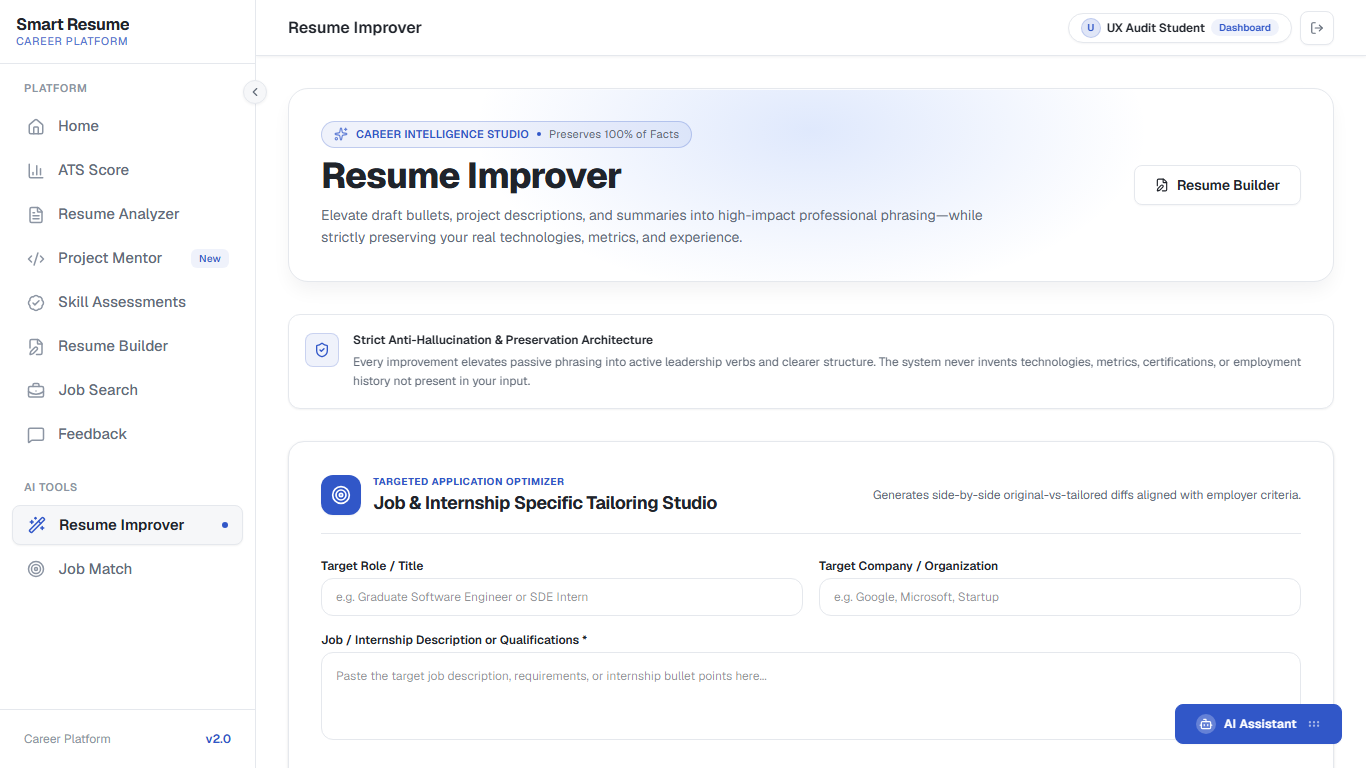 Smart Resume
CAREER PLATFORM
PLATFORM
Home
ATS Score
Resume Analyzer
Project Mentor New
Skill Assessments
Resume Builder
Job Search
Feedback
AI TOOLS
Resume Improver
Job Match
Career Platform v2.0
Resume Improver
U UX Audit Student Dashboard
CAREER INTELLIGENCE STUDIO • Preserves 100% of Facts
Resume Improver
Elevate draft bullets, project descriptions, and summaries into high-impact professional phrasing—while
strictly preserving your real technologies, metrics, and experience.
Resume Builder
Strict Anti-Hallucination & Preservation Architecture
Every improvement elevates passive phrasing into active leadership verbs and clearer structure. The system never invents technologies, metrics, certifications, or employment
history not present in your input.
TARGETED APPLICATION OPTIMIZER
Job & Internship Specific Tailoring Studio
Generates side-by-side original-vs-tailored diffs aligned with employer criteria.
Target Role / Title
e.g. Graduate Software Engineer or SDE Intern
Target Company / Organization
e.g. Google, Microsoft, Startup
Job / Internship Description or Qualifications *
Paste the target job description, requirements, or internship bullet points here...
AI Assistant